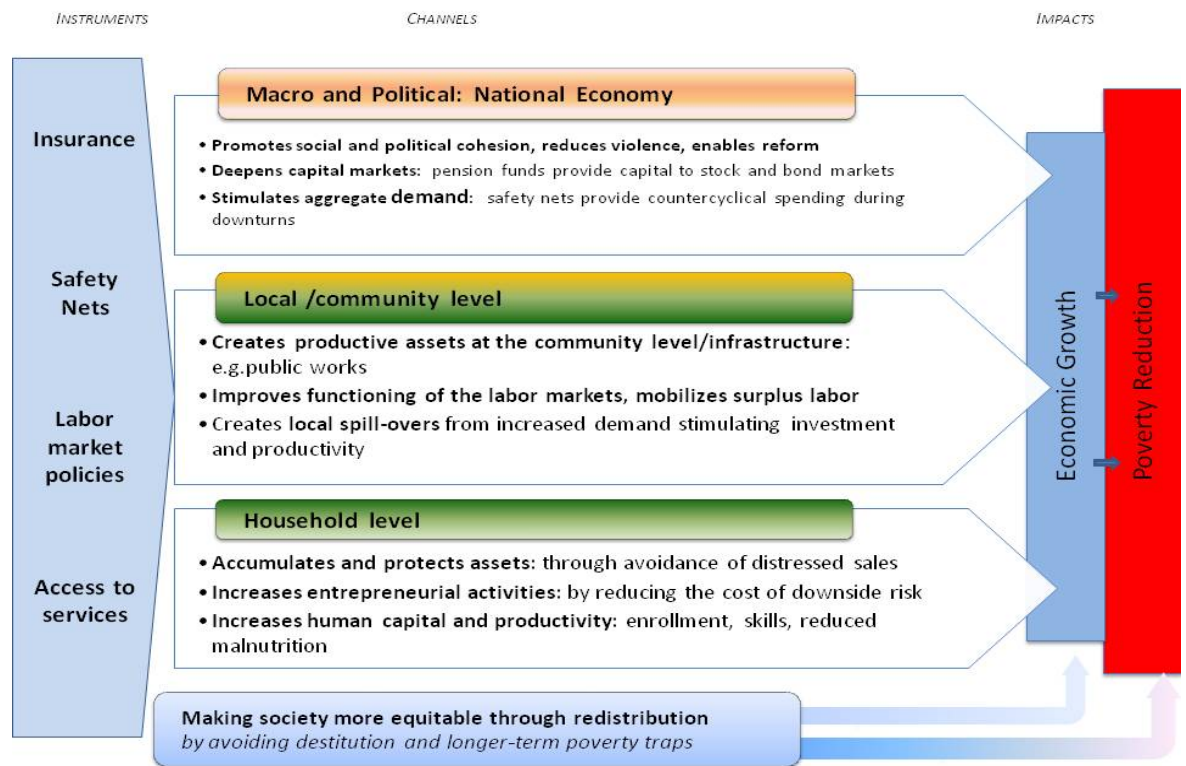 INSTRUMENTS
CHANNELS
IMPACTS
Insurance
Safety
Nets
Labor
market
policies
Access to
services
Macro and Political: National Economy
• Promotes social and political cohesion, reduces violence, enables reform
• Deepens capital markets: pension funds provide capital to stock and bond markets
• Stimulates aggregate demand: safety nets provide countercyclical spending during
downturns
Local /community level
• Creates productive assets at the community level/infrastructure:
e.g.public works
• Improves functioning of the labor markets, mobilizes surplus labor
• Creates local spill-overs from increased demand stimulating investment
and productivity
Household level
• Accumulates and protects assets: through avoidance of distressed sales
• Increases entrepreneurial activities: by reducing the cost of downside risk
• Increases human capital and productivity: enrollment, skills, reduced
malnutrition
Making society more equitable through redistribution
by avoiding destitution and longer-term poverty traps
Economic Growth
Poverty Reduction